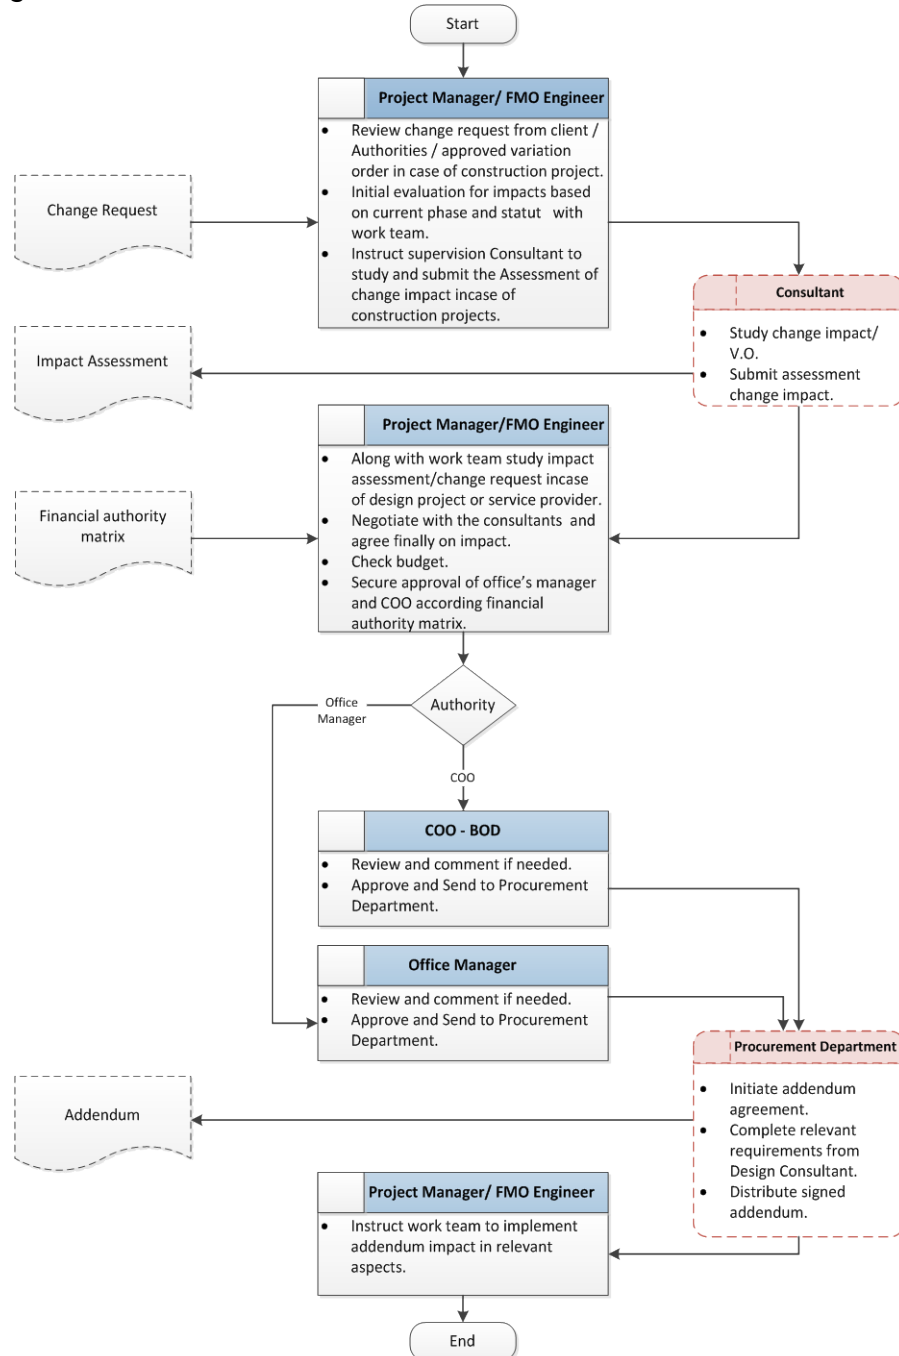 Start
Project Manager/ FMO Engineer
• Review change request from client /
Authorities / approved variation
order in case of construction project.
• Initial evaluation for impacts based
on current phase and statut with
work team.
• Instruct supervision Consultant to
study and submit the Assessment of
change impact incase of
construction projects.
Change Request
Consultant
• Study change impact/
V.O.
• Submit assessment
change impact.
Impact Assessment
Project Manager/FMO Engineer
• Along with work team study impact
assessment/change request incase
of design project or service provider.
• Negotiate with the consultants and
agree finally on impact.
• Check budget.
• Secure approval of office's manager
and COO according financial
authority matrix.
Financial authority
matrix
Authority
Office
Manager
COO
COO - BOD
• Review and comment if needed.
• Approve and Send to Procurement
Department.
Office Manager
• Review and comment if needed.
• Approve and Send to Procurement
Department.
Procurement Department
• Initiate addendum
agreement.
• Complete relevant
requirements from
Design Consultant.
• Distribute signed
addendum.
Addendum
Project Manager/ FMO Engineer
• Instruct work team to implement
addendum impact in relevant
aspects.
End